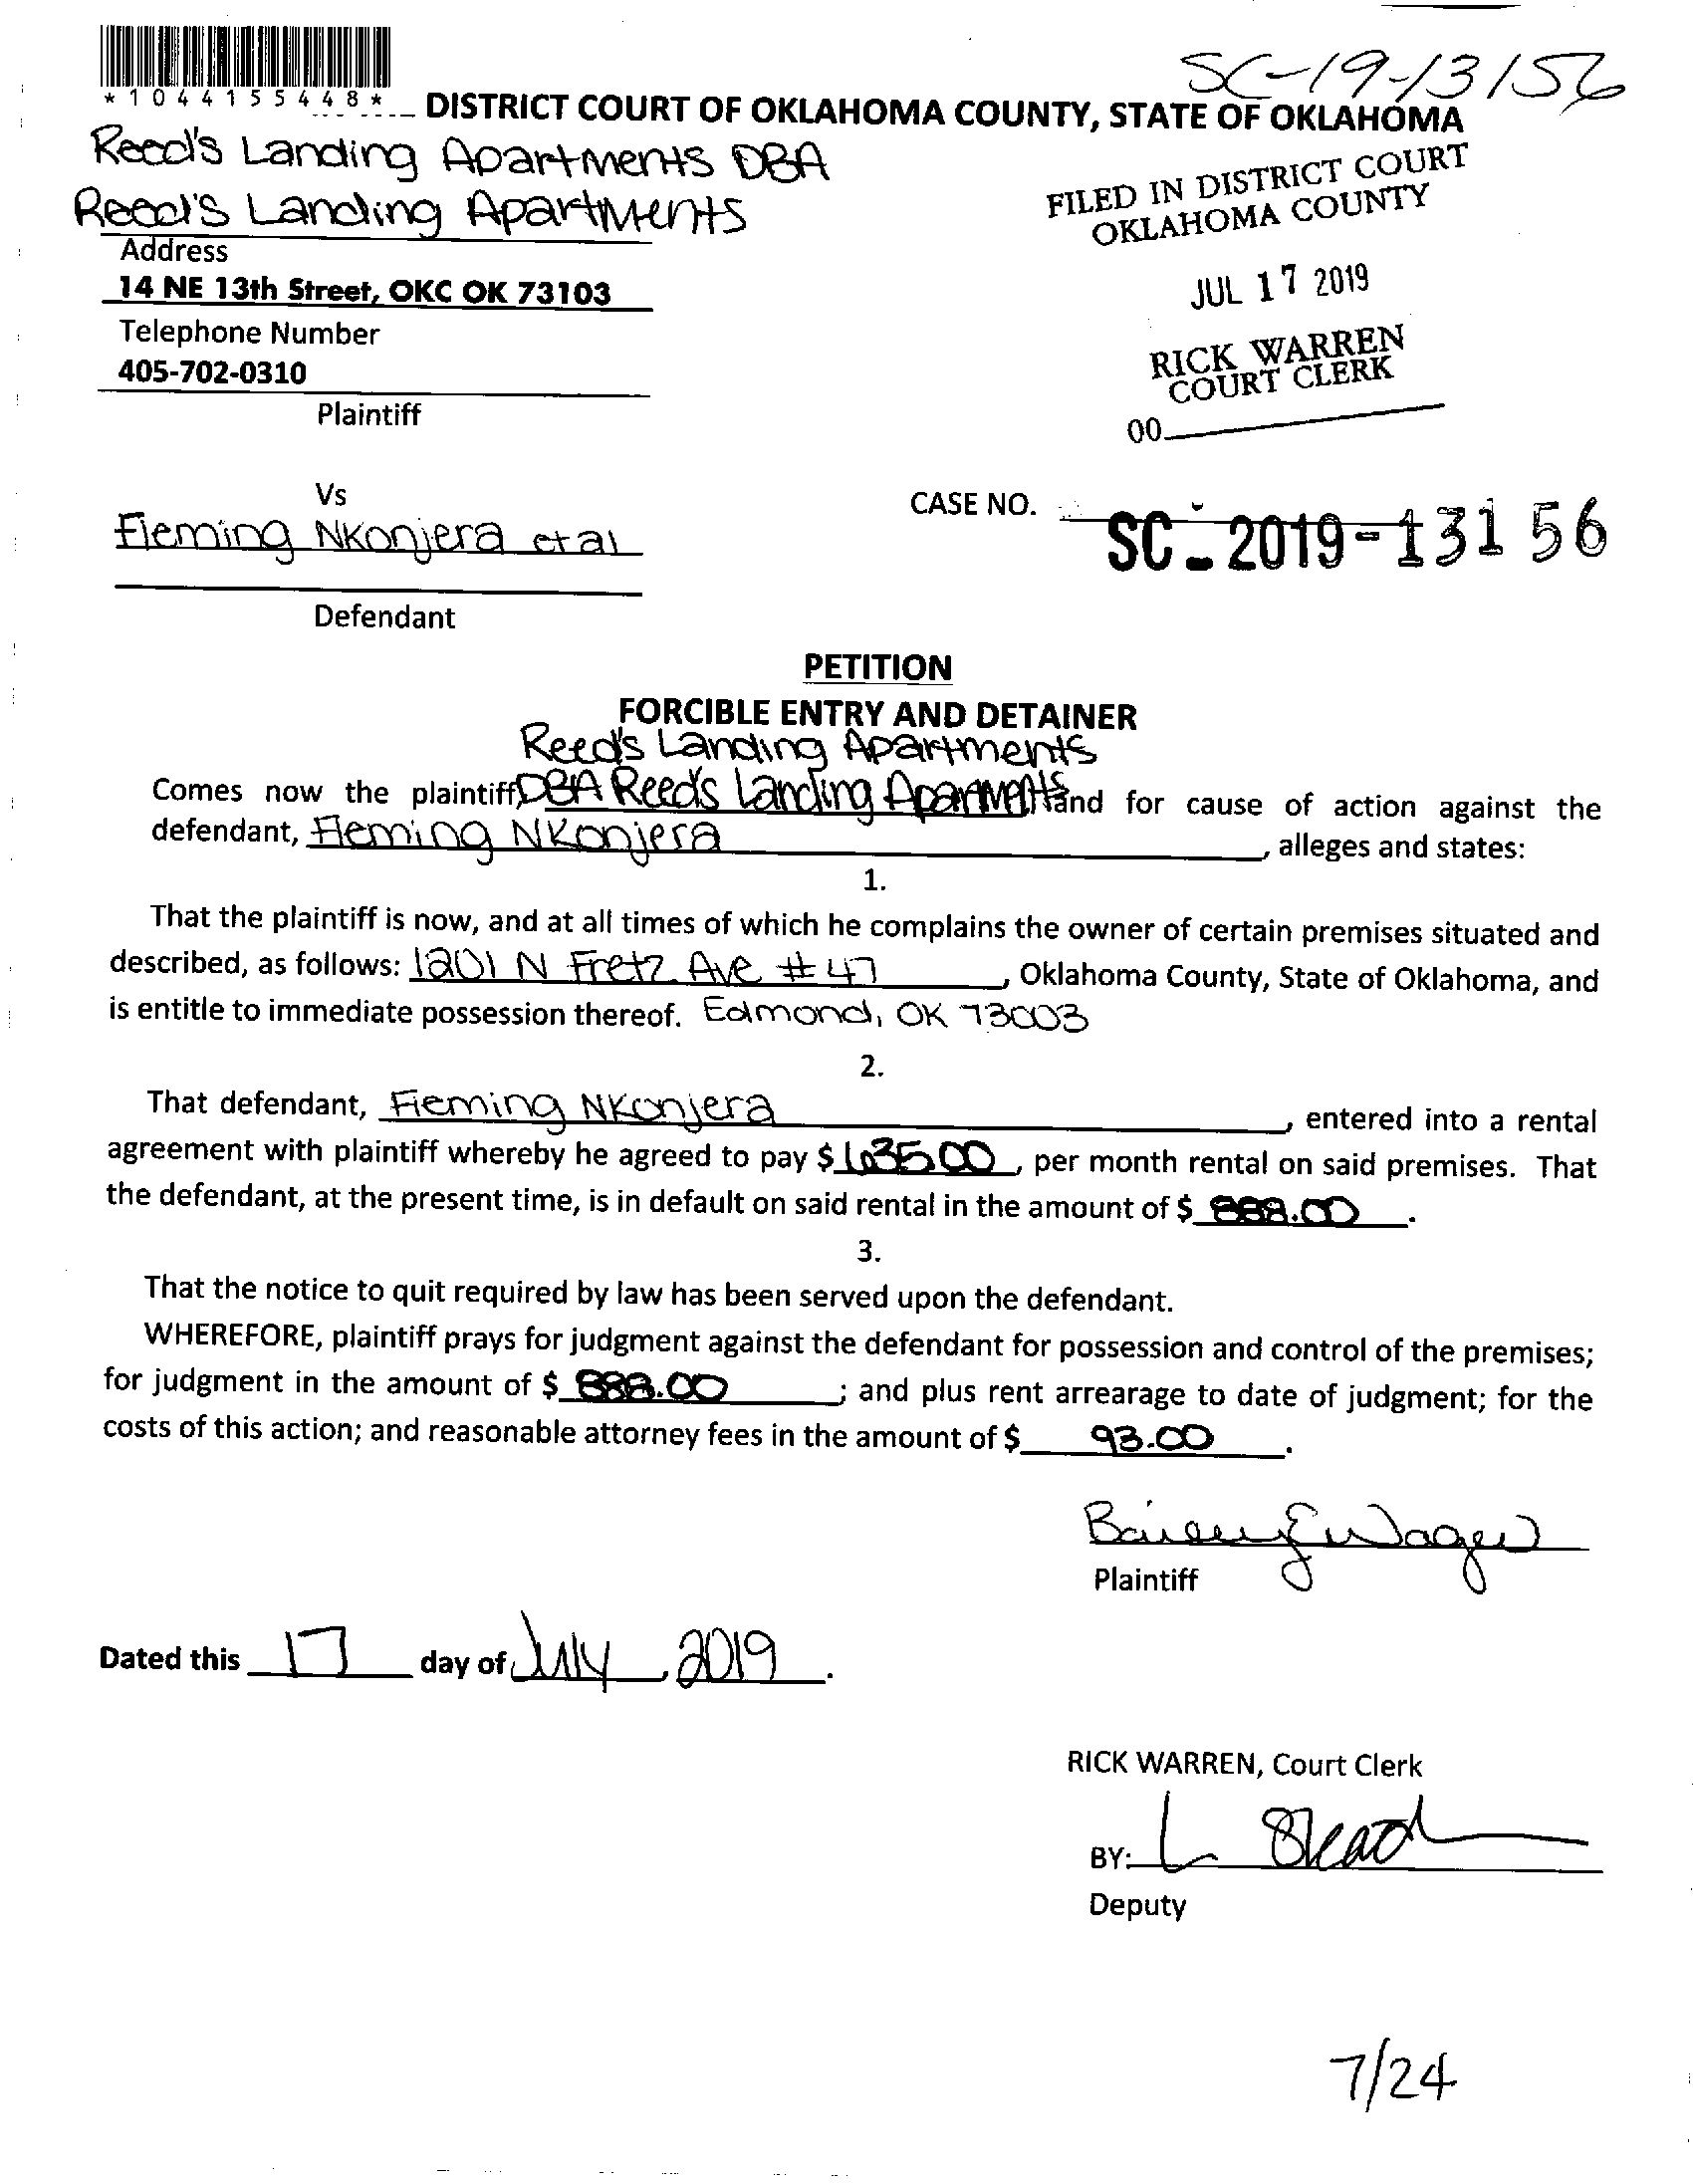 SC-19-13156
*1044155448*
DISTRICT COURT OF OKLAHOMA COUNTY, STATE OF OKLAHOMA
Reed's Landing Apartments DBA
Reed's Landing Apartments
FILED IN DISTRICT COURT
OKLAHOMA COUNTY
Address
14 NE 13th Street, OKC OK 73103
JUL 17 2019
Telephone Number
405-702-0310
RICK WARREN
COURT CLERK
Plaintiff
00
Vs
Fleming Nkonjera et al
CASE NO. SC - 2019-13156
Defendant
PETITION
FORCIBLE ENTRY AND DETAINER
Reed's Landing Apartments
Comes now the plaintiff, DBA Reed's Landing Apartments and for cause of action against the
defendant, Fleming Nkonjera, alleges and states:
1.
That the plaintiff is now, and at all times of which he complains the owner of certain premises situated and
described, as follows: 1201 N Fretz Ave #47, Oklahoma County, State of Oklahoma, and
is entitle to immediate possession thereof. Edmond, OK 73003
2.
That defendant, Fleming Nkonjera, entered into a rental
agreement with plaintiff whereby he agreed to pay $ 635.00, per month rental on said premises. That
the defendant, at the present time, is in default on said rental in the amount of $ 888.00.
3.
That the notice to quit required by law has been served upon the defendant.
WHEREFORE, plaintiff prays for judgment against the defendant for possession and control of the premises;
for judgment in the amount of $ 888.00; and plus rent arrearage to date of judgment; for the
costs of this action; and reasonable attorney fees in the amount of $ 93.00.
Plaintiff
Dated this 17 day of July, 2019.
RICK WARREN, Court Clerk
BY:
Deputy
7/24